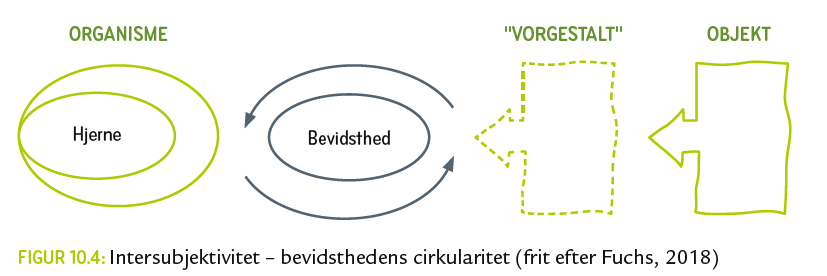 ORGANISME
"VORGESTALT"
OBJEKT
Hjerne
Bevidsthed
FIGUR 10.4: Intersubjektivitet – bevidsthedens cirkularitet (frit efter Fuchs, 2018)